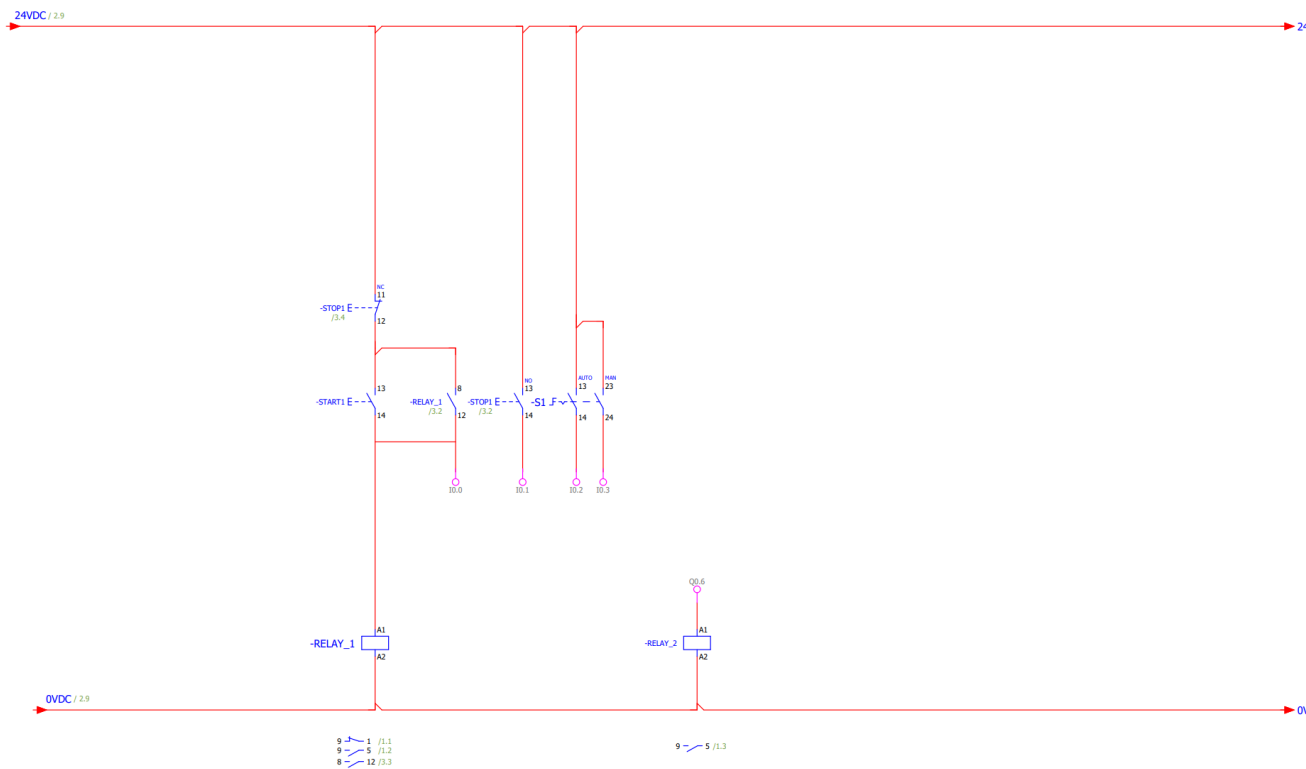 24VDC / 2.9
24
NC
11
-STOP1
/3.4
12
AUTO
MAN
NO
13
8
13
13
23
-START1
-RELAY_1
/3.2
-STOP1
/3.2
-S1
14
12
14
14
24
I0.0
I0.1
I0.2
I0.3
Q0.6
A1
A1
-RELAY_1
-RELAY_2
A2
A2
0VDC / 2.9
0V
9 1 /1.1
9 5 /1.2
8 12 /3.3
9 5 /1.3